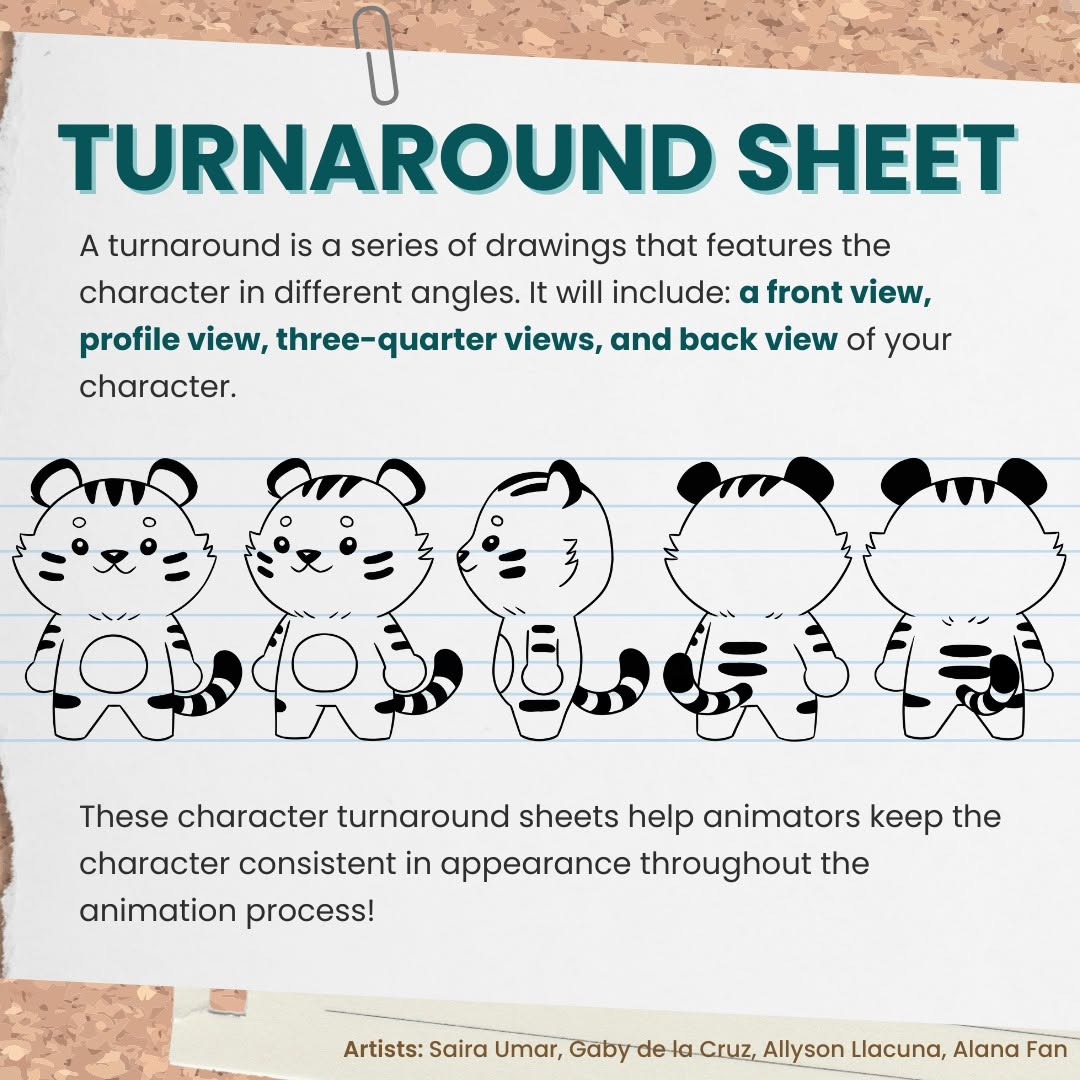 TURNAROUND SHEET
A turnaround is a series of drawings that features the
character in different angles. It will include: a front view,
profile view, three-quarter views, and back view of your
character.
These character turnaround sheets help animators keep the
character consistent in appearance throughout the
animation process!
Artists: Saira Umar, Gaby de la Cruz, Allyson Llacuna, Alana Fan